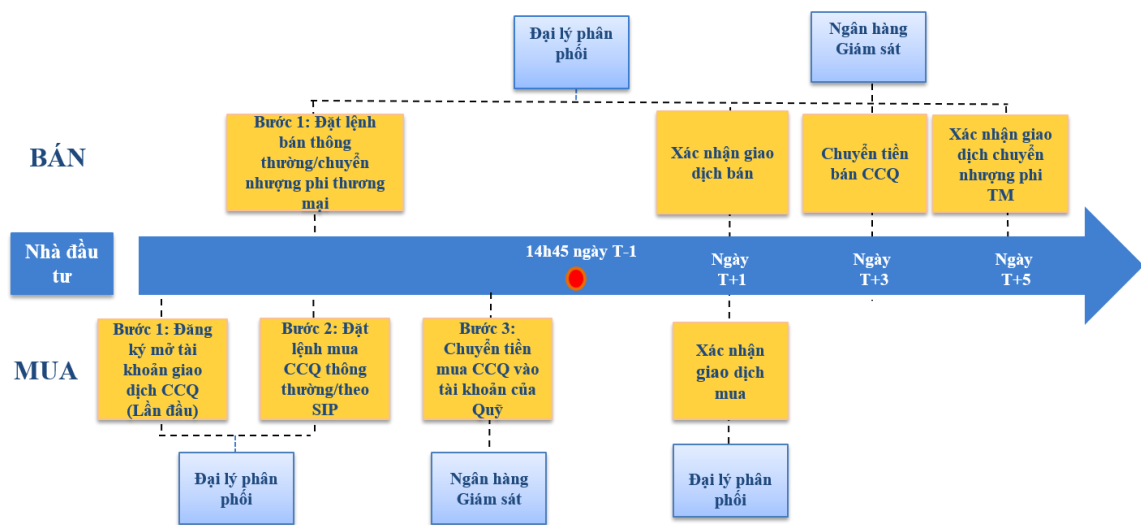 Đại lý phân
phối
Ngân hàng
Giám sát
BÁN
Bước 1: Đặt lệnh
bán thông
thường/chuyển
nhượng phi thương
mại
Xác nhận giao
dịch bán
Chuyển tiền
bán CCQ
Xác nhận giao
dịch chuyển
nhượng phi
TM
Nhà đầu
tư
14h45 ngày T-1
Ngày
T+1
Ngày
T+3
Ngày
T+5
MUA
Bước 1: Đăng
ký mở tài
khoản giao
dịch CCQ
(Lần đầu)
Bước 2: Đặt
lệnh mua
CCQ thông
thường/theo
SIP
Bước 3:
Chuyển tiền
mua CCQ vào
tài khoản của
Quỹ
Xác nhận
giao dịch
mua
Đại lý phân
phối
Ngân hàng
Giám sát
Đại lý phân
phối